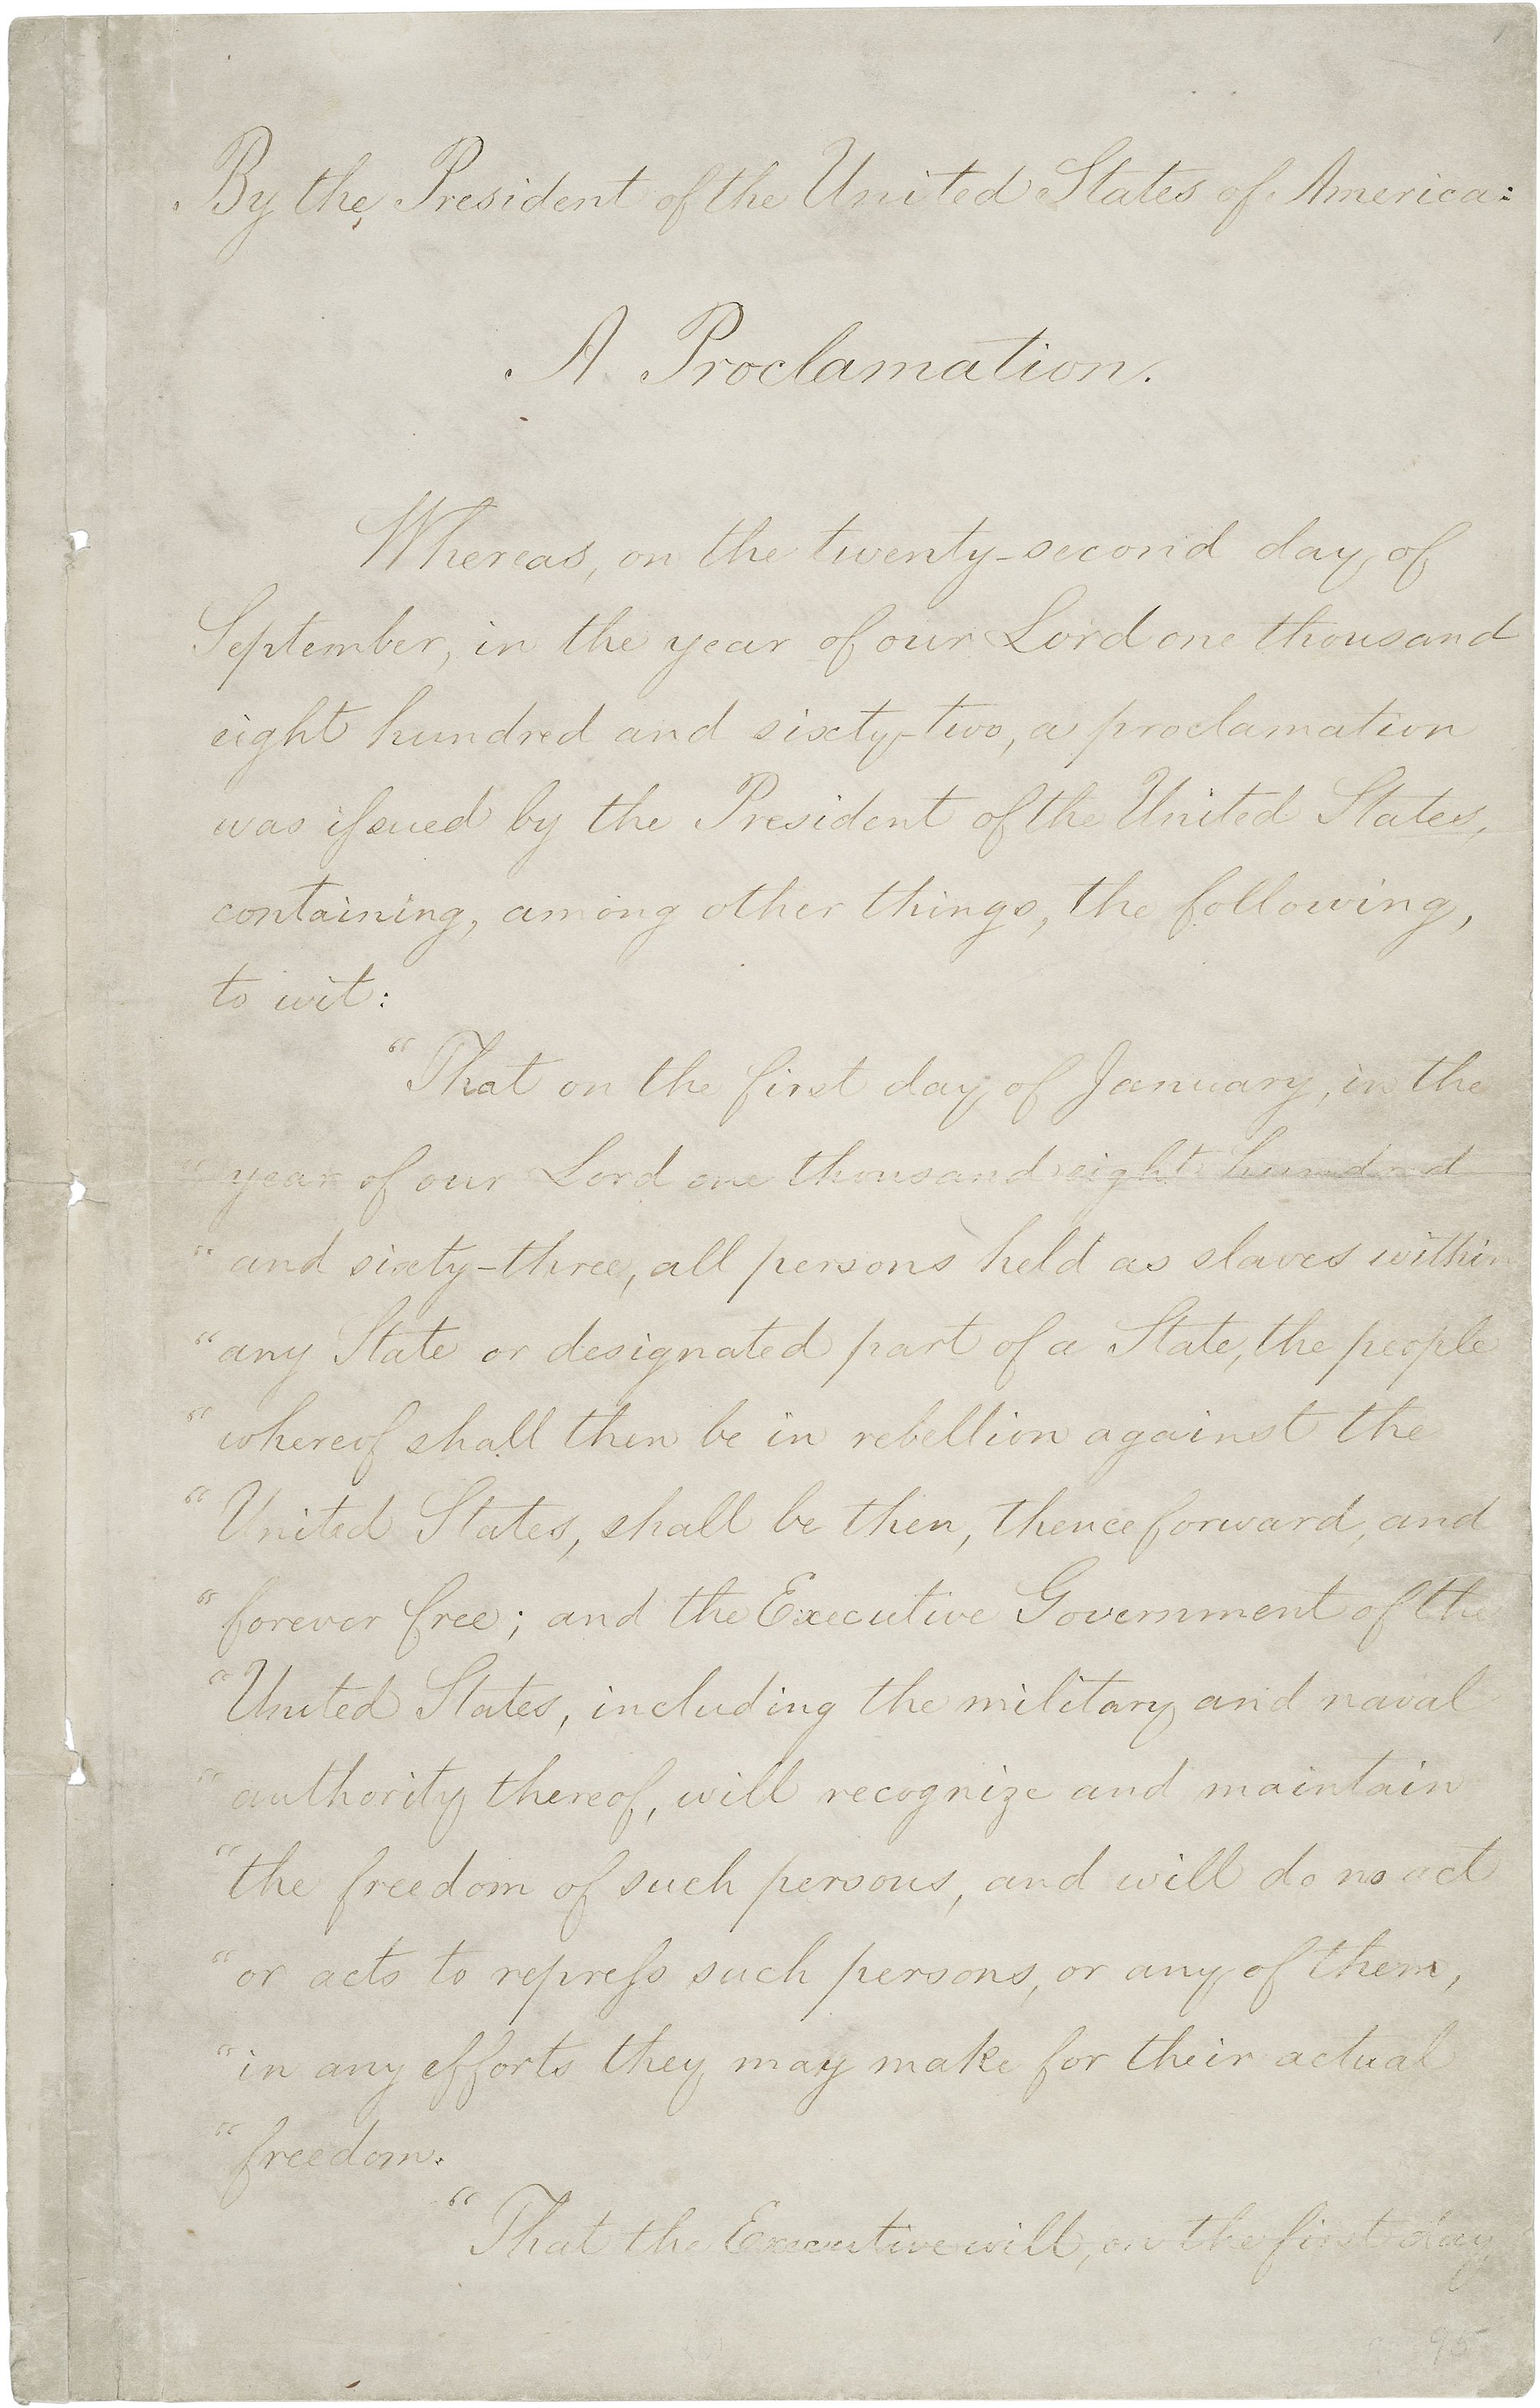 By the President of the United States of America:
A Proclamation.
Whereas, on the twenty-second day of
September, in the year of our Lord one thousand
eight hundred and sixty-two, a proclamation
was issued by the President of the United States,
containing, among other things, the following,
to wit:
"That on the first day of January, in the
"year of our Lord one thousand eight hundred
"and sixty-three, all persons held as slaves within
"any State or designated part of a State, the people
"whereof shall then be in rebellion against the
"United States, shall be then, thenceforward, and
"forever free; and the Executive Government of the
"United States, including the military and naval
"authority thereof, will recognize and maintain
"the freedom of such persons, and will do no act
"or acts to repress such persons, or any of them,
"in any efforts they may make for their actual
"freedom.
"That the Executive will, on the first day
95